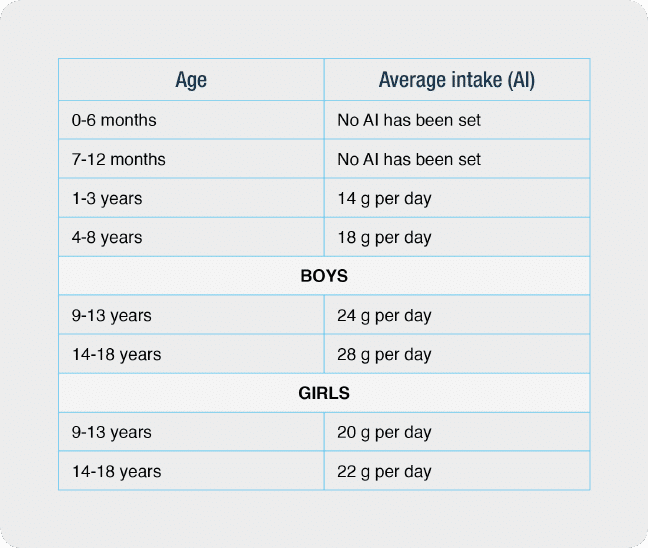 Age Average intake (AI)
0-6 months No AI has been set
7-12 months No AI has been set
1-3 years 14 g per day
4-8 years 18 g per day
BOYS
9-13 years 24 g per day
14-18 years 28 g per day
GIRLS
9-13 years 20 g per day
14-18 years 22 g per day